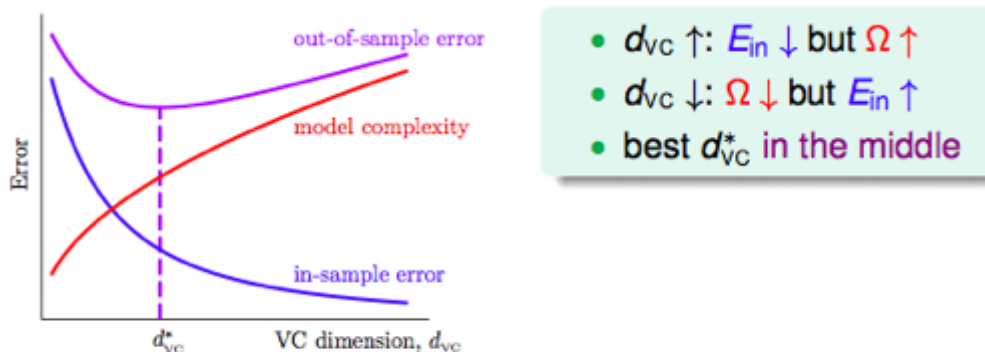 out-of-sample error
model complexity
in-sample error
Error
d*VC
VC dimension, dVC
• dVC ↑: Ein ↓ but Ω ↑
• dVC ↓: Ω ↓ but Ein ↑
• best d*VC in the middle